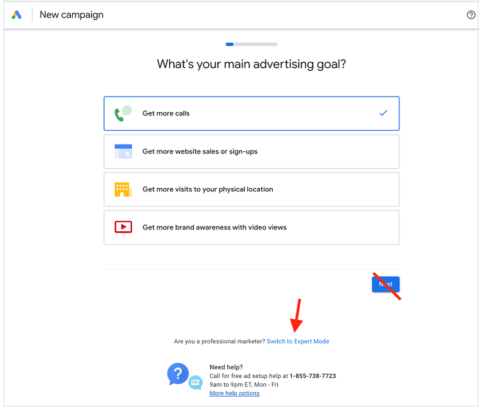 New campaign
What's your main advertising goal?
Get more calls
Get more website sales or sign-ups
Get more visits to your physical location
Get more brand awareness with video views
Next
Are you a professional marketer? Switch to Expert Mode
Need help?
Call for free ad setup help at 1-855-738-7723
9am to 9pm ET, Mon - Fri
More help options